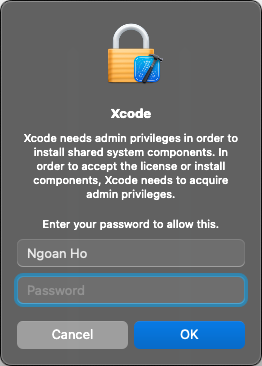 Xcode
Xcode needs admin privileges in order to
install shared system components. In
order to accept the license or install
components, Xcode needs to acquire
admin privileges.
Enter your password to allow this.
Ngoan Ho
Password
Cancel
OK